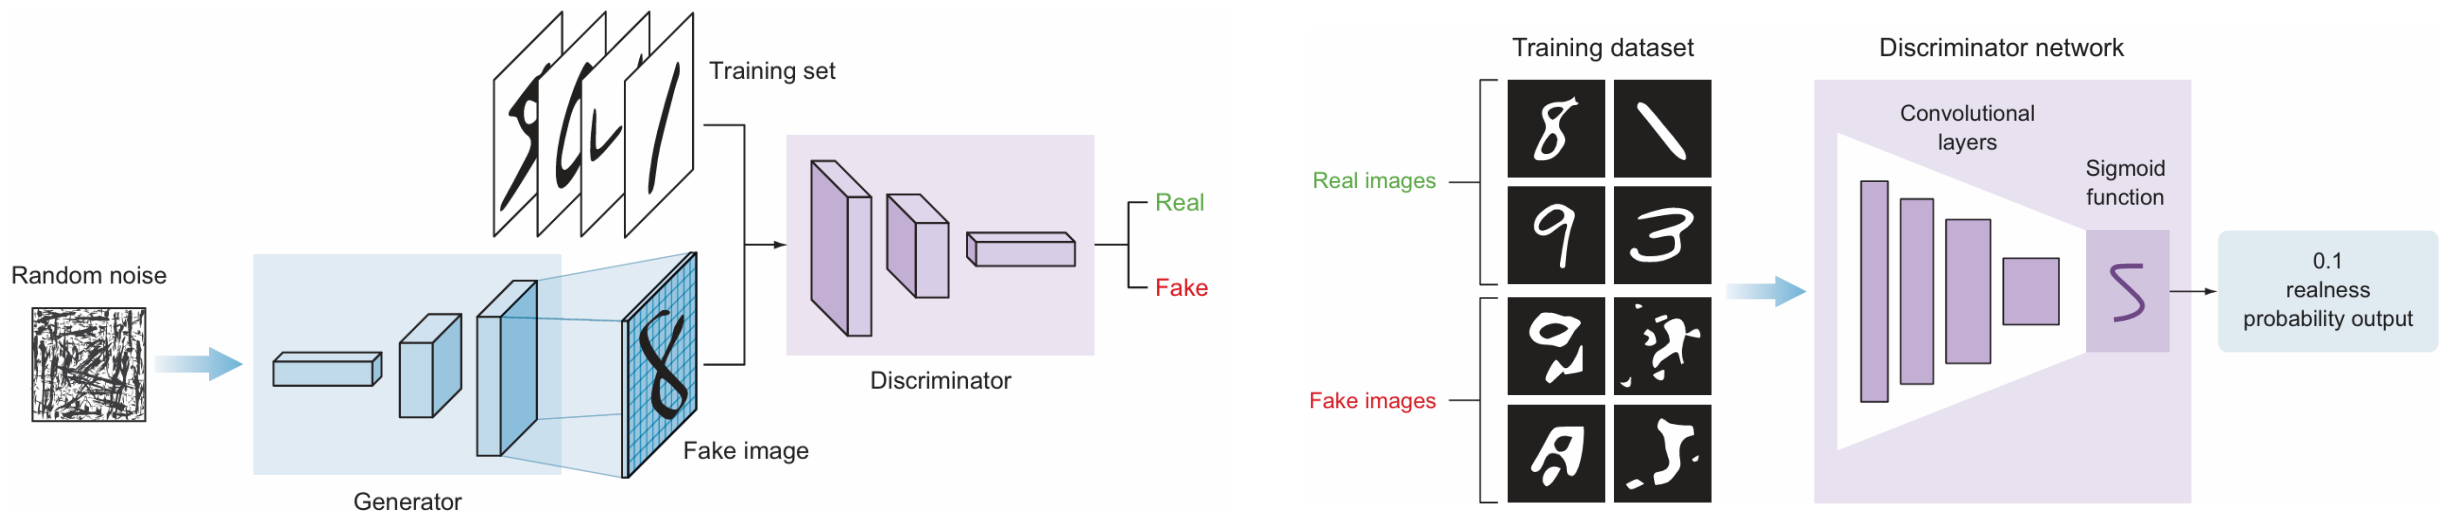 Training set
Random noise
Real
Fake
Discriminator
Fake image
Generator
Training dataset
Discriminator network
Convolutional
layers
Real images
Sigmoid
function
0.1
realness
probability output
Fake images